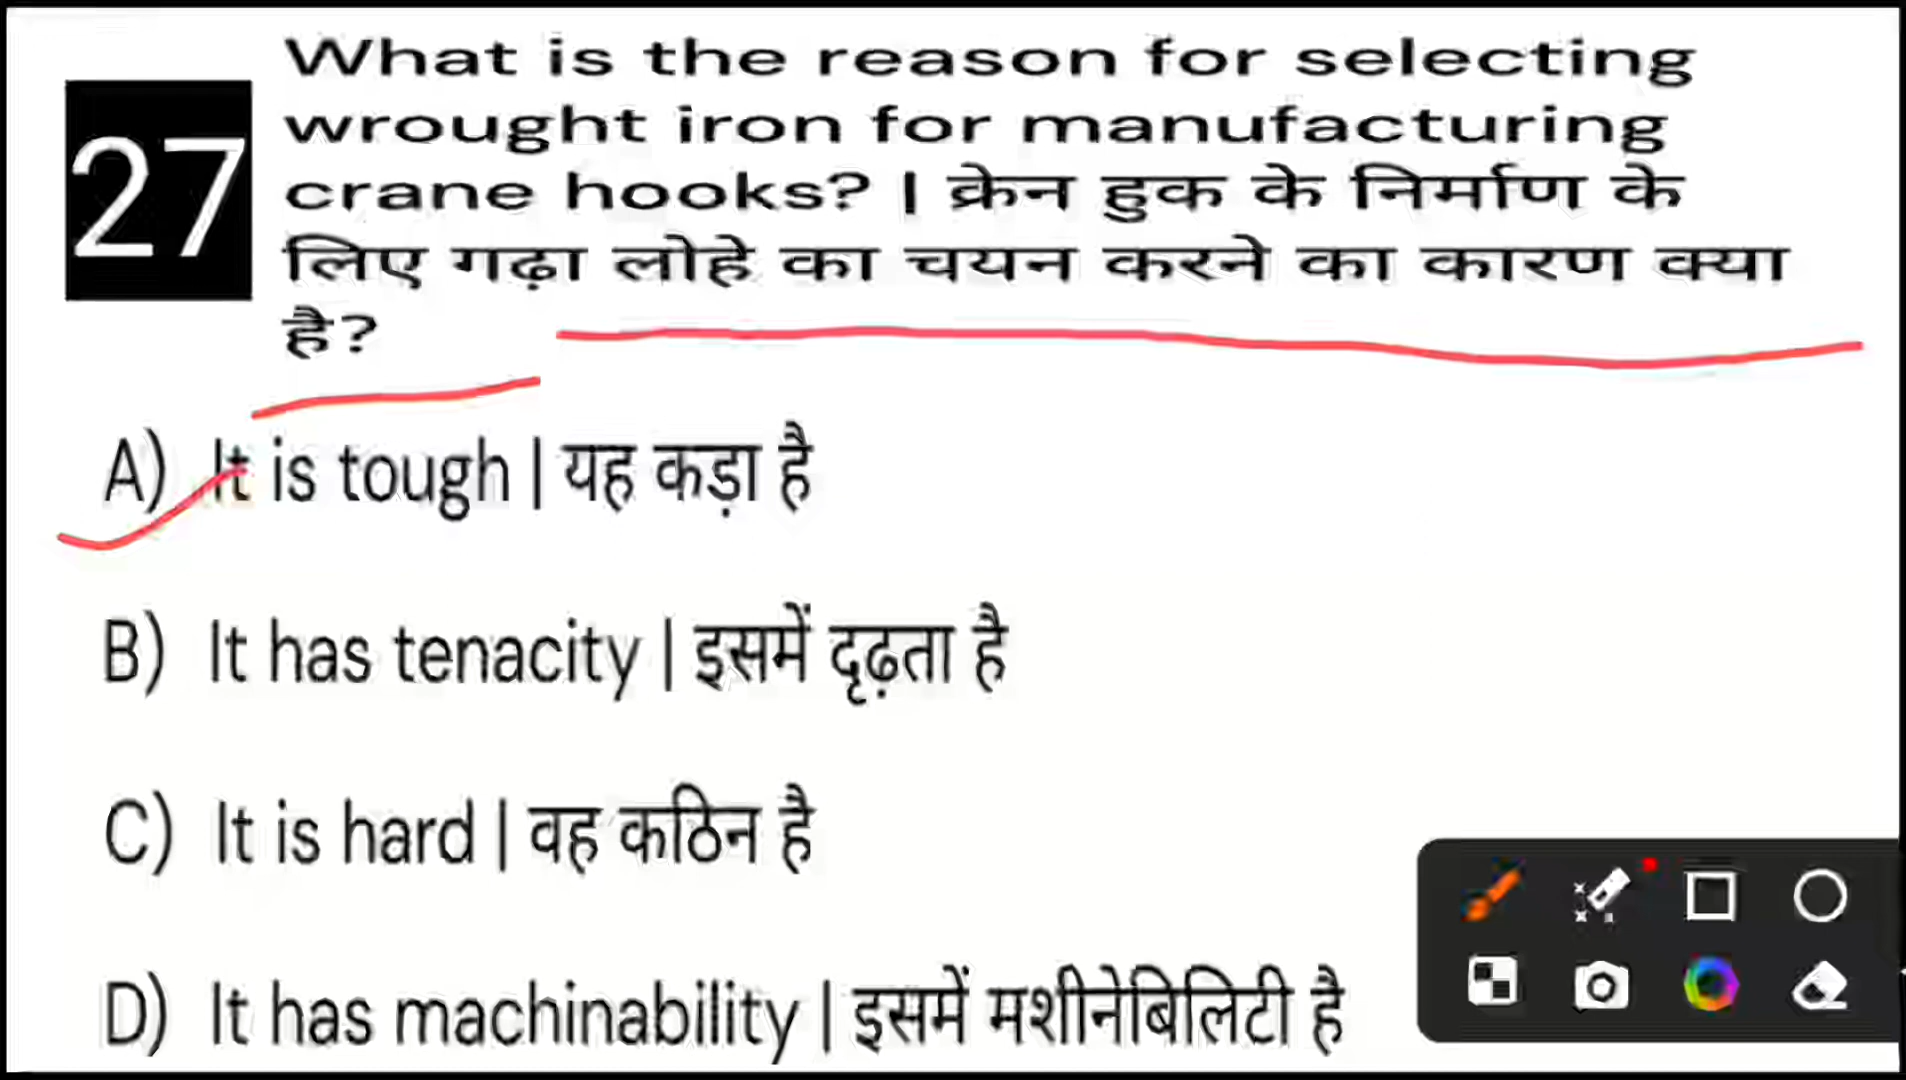 27
What is the reason for selecting
wrought iron for manufacturing
crane hooks? | क्रेन हुक के निर्माण के
लिए गढ़ा लोहे का चयन करने का कारण क्या
है?
A) It is tough | यह कड़ा है
B) It has tenacity | इसमें दृढ़ता है
C) It is hard | वह कठिन है
D) It has machinability | इसमें मशीनेबिलिटी है